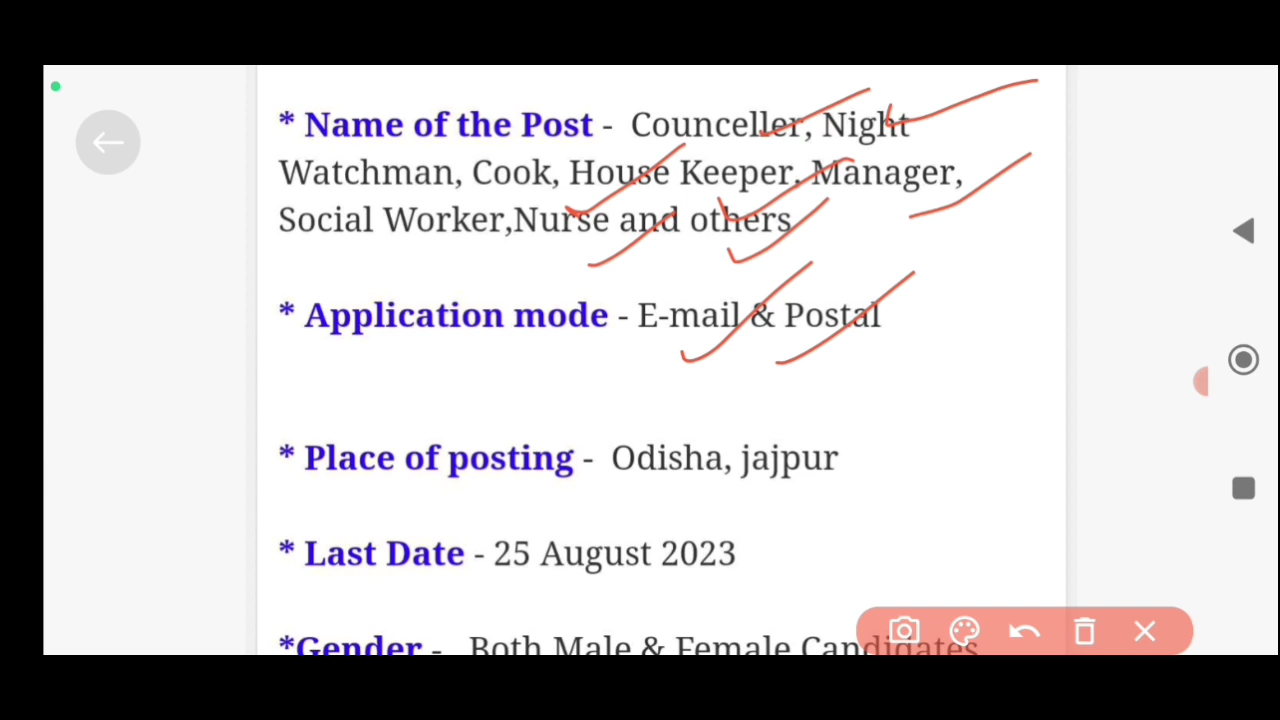 * Name of the Post - Counceller, Night
Watchman, Cook, House Keeper, Manager,
Social Worker,Nurse and others
* Application mode - E-mail & Postal
* Place of posting - Odisha, jajpur
* Last Date - 25 August 2023
*Gender - Both Male & Female Candidates